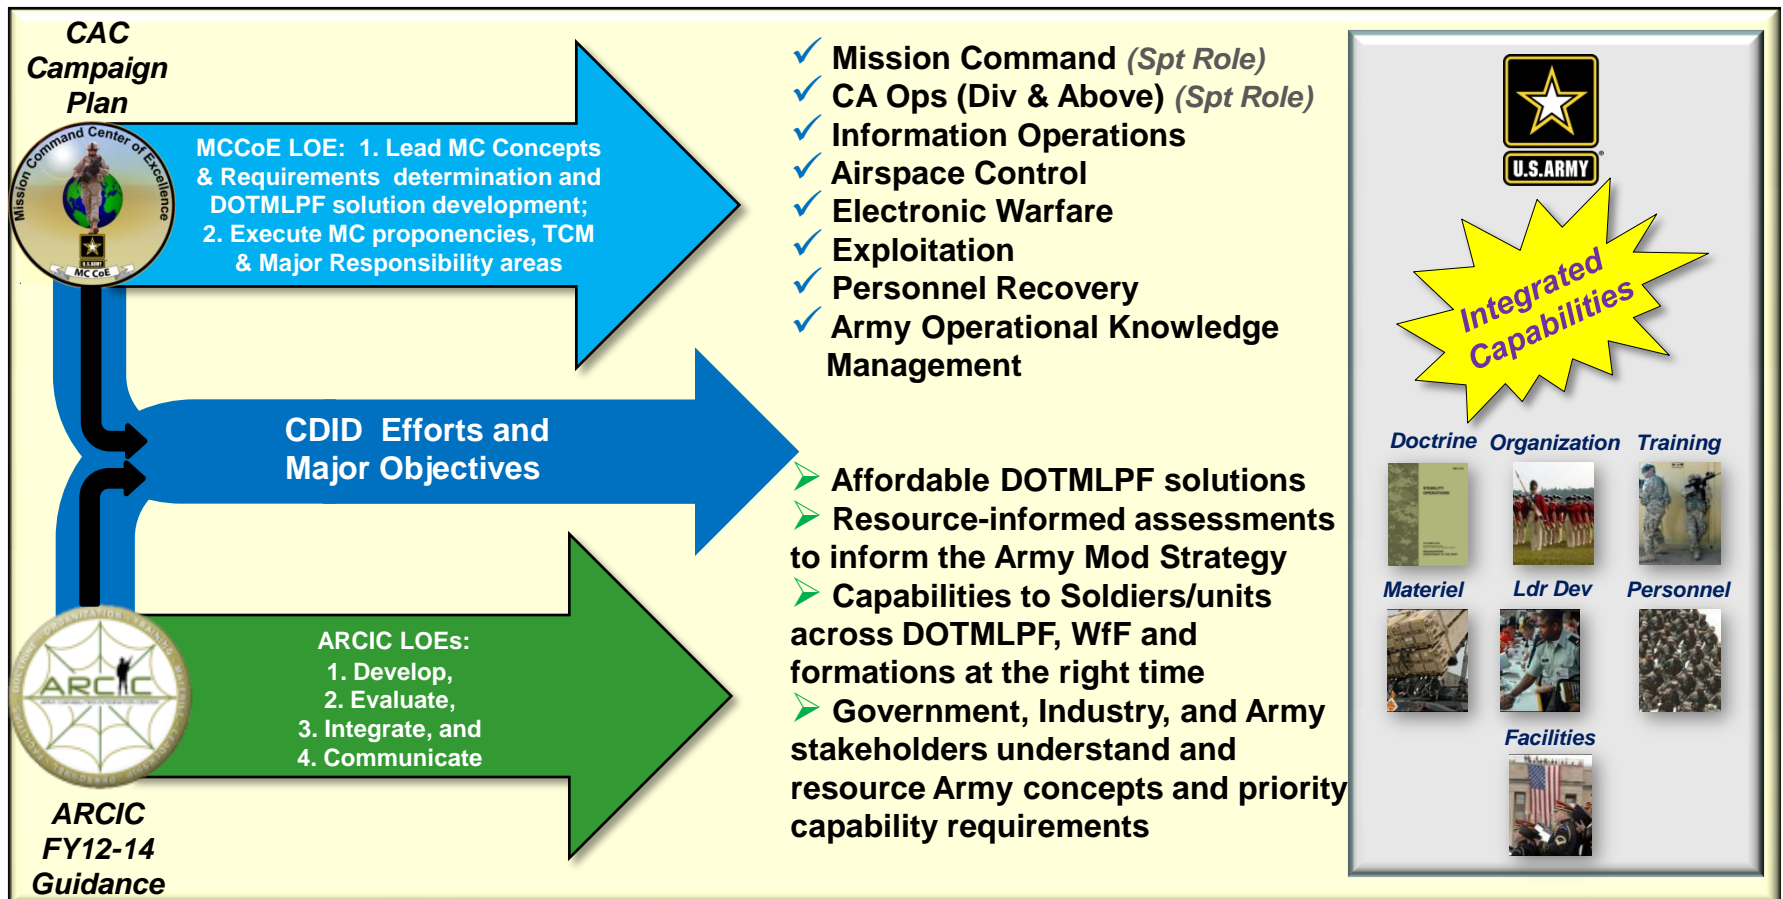 CAC
Campaign
Plan
Mission Command Center of Excellence
U.S.ARMY
MC CoE
MCCoE LOE: 1. Lead MC Concepts
& Requirements determination and
DOTMLPF solution development;
2. Execute MC proponencies, TCM
& Major Responsibility areas
CDID Efforts and
Major Objectives
ARCIC LOEs:
1. Develop,
2. Evaluate,
3. Integrate, and
4. Communicate
ARCIC
ARCIC
FY12-14
Guidance
Mission Command (Spt Role)
CA Ops (Div & Above) (Spt Role)
Information Operations
Airspace Control
Electronic Warfare
Exploitation
Personnel Recovery
Army Operational Knowledge
Management
Affordable DOTMLPF solutions
Resource-informed assessments
to inform the Army Mod Strategy
Capabilities to Soldiers/units
across DOTMLPF, WfF and
formations at the right time
Government, Industry, and Army
stakeholders understand and
resource Army concepts and priority
capability requirements
U.S.ARMY
Integrated
Capabilities
Doctrine Organization Training
STABILITY
OPERATIONS
Materiel Ldr Dev Personnel
Facilities